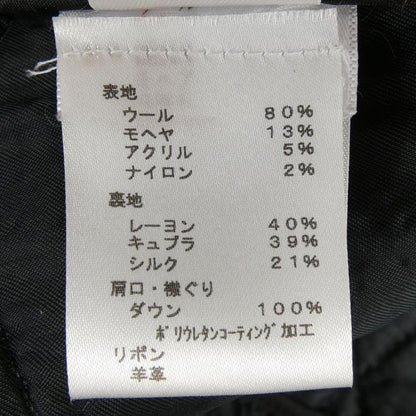 表地
ウール 80%
モヘヤ 13%
アクリル 5%
ナイロン 2%
裏地
レーヨン 40%
キュプラ 39%
シルク 21%
肩口・襟ぐり
ダウン 100%
ポリウレタンコーティング加工
リボン
羊革